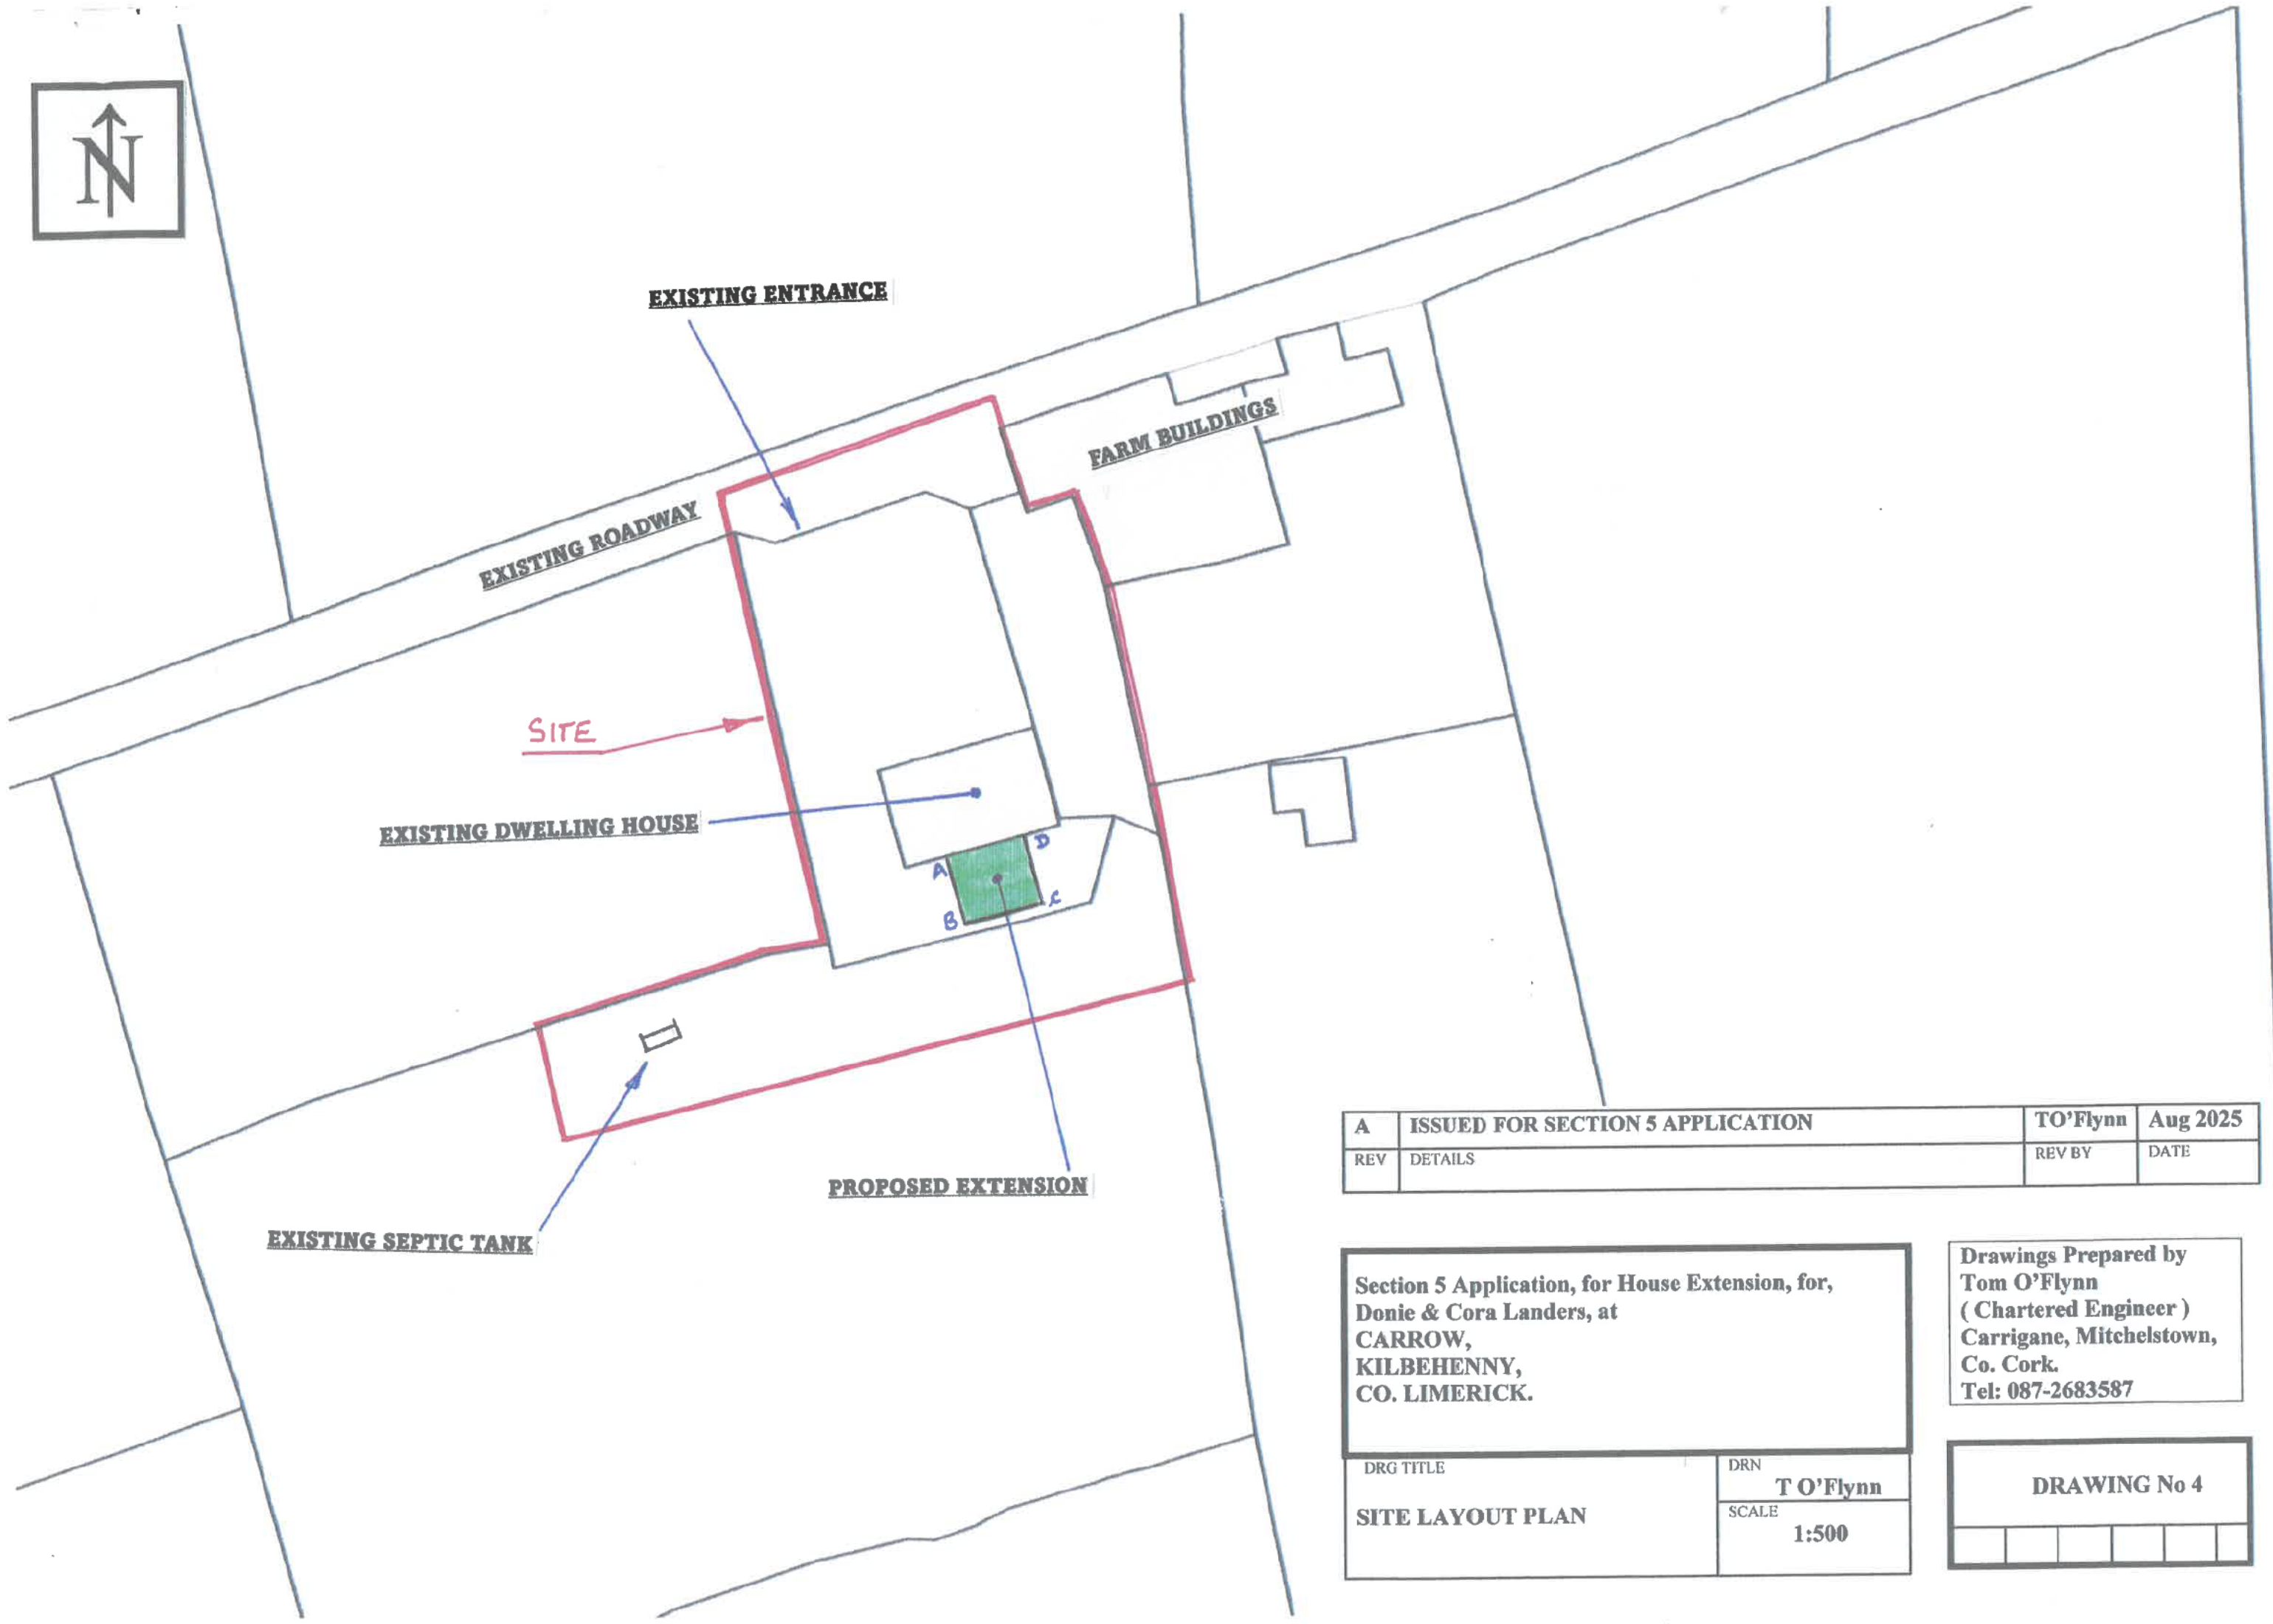 N
EXISTING ENTRANCE
FARM BUILDINGS
EXISTING ROADWAY
SITE
EXISTING DWELLING HOUSE
A
D
B
C
PROPOSED EXTENSION
EXISTING SEPTIC TANK
A ISSUED FOR SECTION 5 APPLICATION TO'Flynn Aug 2025
REV DETAILS REV BY DATE
Section 5 Application, for House Extension, for,
Donie & Cora Landers, at
CARROW,
KILBEHENNY,
CO. LIMERICK.
DRG TITLE
SITE LAYOUT PLAN
DRN
T O'Flynn
SCALE
1:500
Drawings Prepared by
Tom O'Flynn
( Chartered Engineer )
Carrigane, Mitchelstown,
Co. Cork.
Tel: 087-2683587
DRAWING No 4